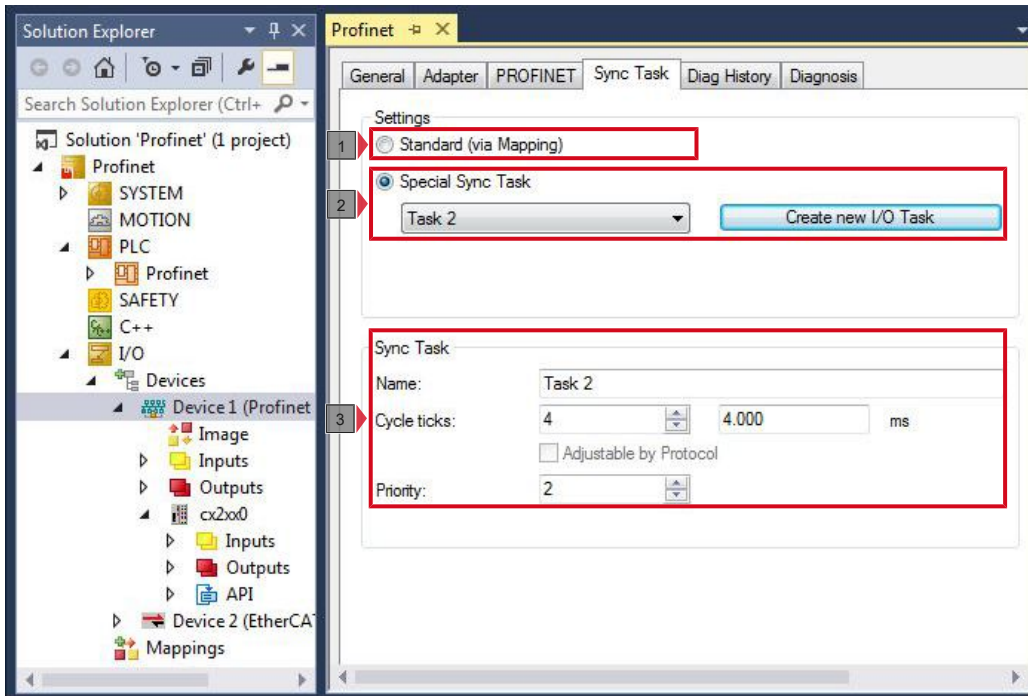 Solution Explorer
Search Solution Explorer (Ctrl+
Solution 'Profinet' (1 project)
Profinet
SYSTEM
MOTION
PLC
Profinet
SAFETY
C++
I/O
Devices
Device 1 (Profinet
Image
Inputs
Outputs
cx2xx0
Inputs
Outputs
API
Device 2 (EtherCAT
Mappings
Profinet
General Adapter PROFINET Sync Task Diag History Diagnosis
Settings
1 Standard (via Mapping)
Special Sync Task
2
Task 2 Create new I/O Task
Sync Task
Name: Task 2
3 Cycle ticks: 4 4.000 ms
Adjustable by Protocol
Priority: 2